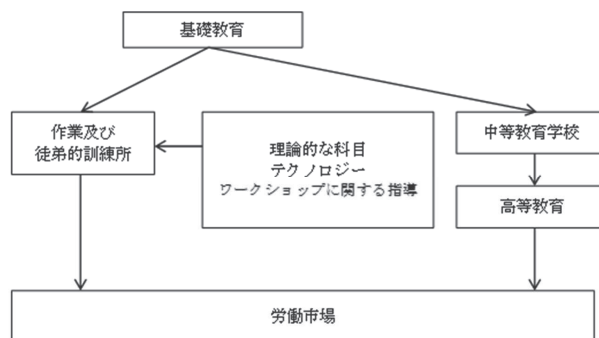 基礎教育
作業及び
徒弟的訓練所
理論的な科目
テクノロジー
ワークショップに関する指導
中等教育学校
高等教育
労働市場